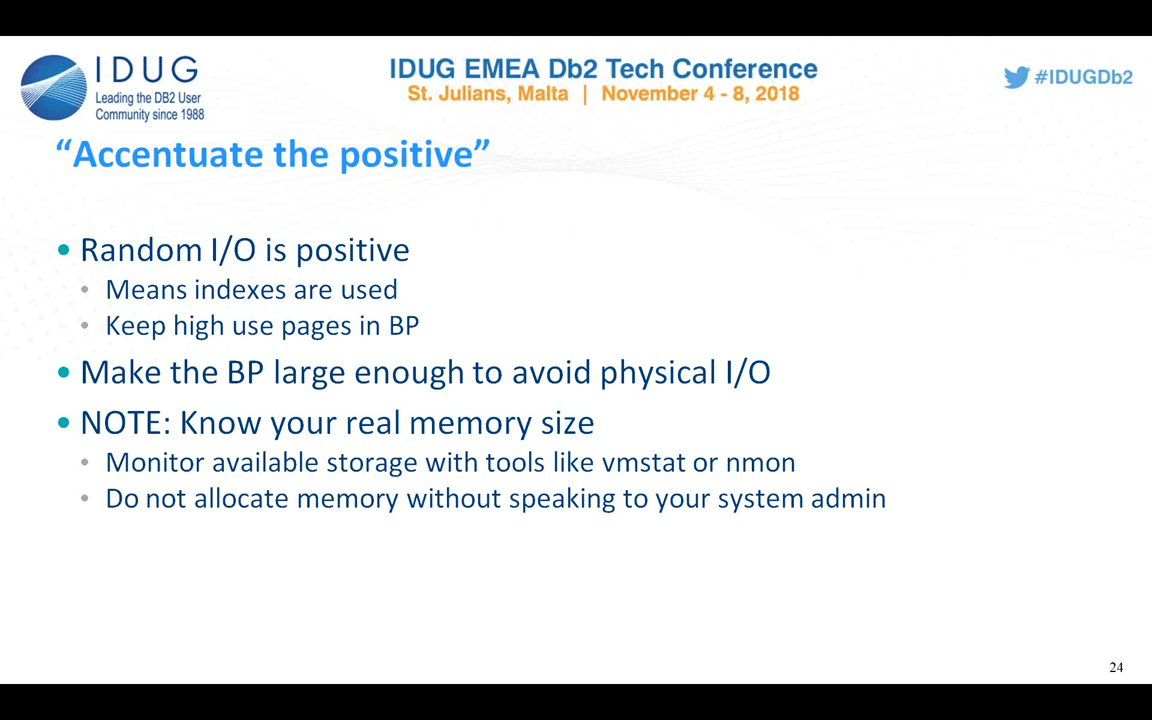 IDUG
Leading the DB2 User
Community since 1988
IDUG EMEA Db2 Tech Conference
St. Julians, Malta | November 4 - 8, 2018
#IDUGDb2
“Accentuate the positive”
• Random I/O is positive
• Means indexes are used
• Keep high use pages in BP
• Make the BP large enough to avoid physical I/O
• NOTE: Know your real memory size
• Monitor available storage with tools like vmstat or nmon
• Do not allocate memory without speaking to your system admin
24